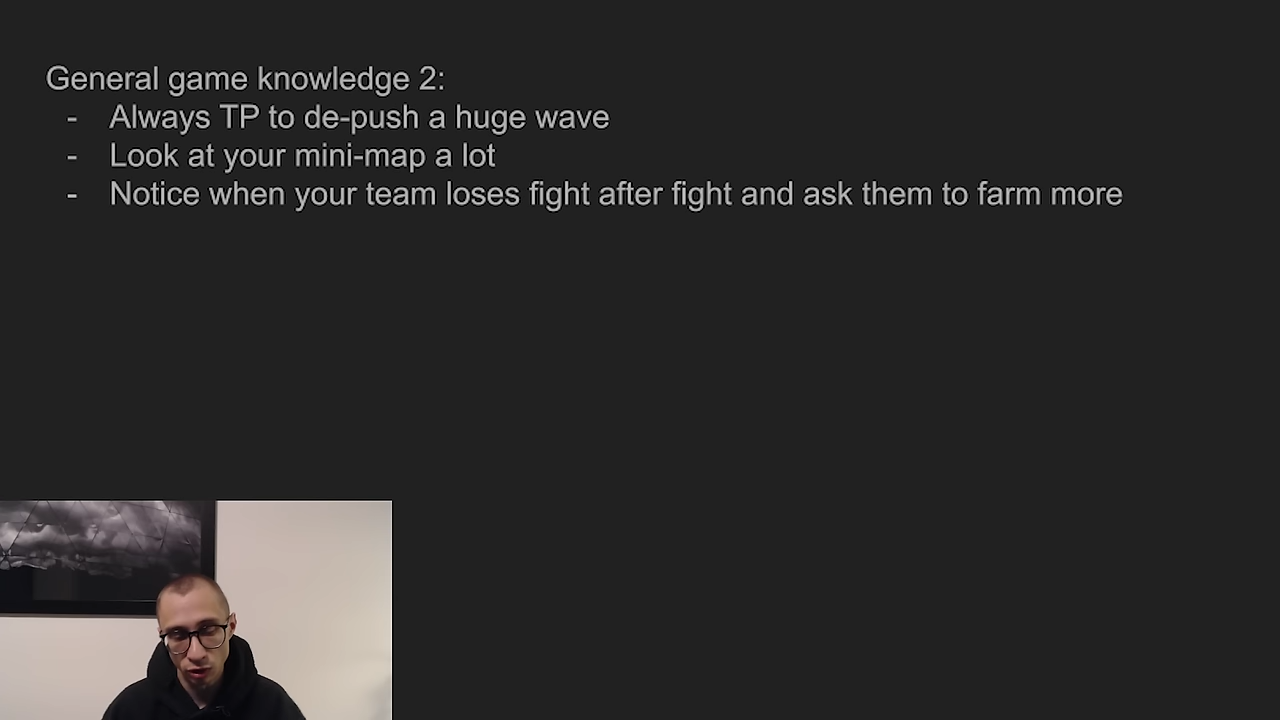 General game knowledge 2:
- Always TP to de-push a huge wave
- Look at your mini-map a lot
- Notice when your team loses fight after fight and ask them to farm more